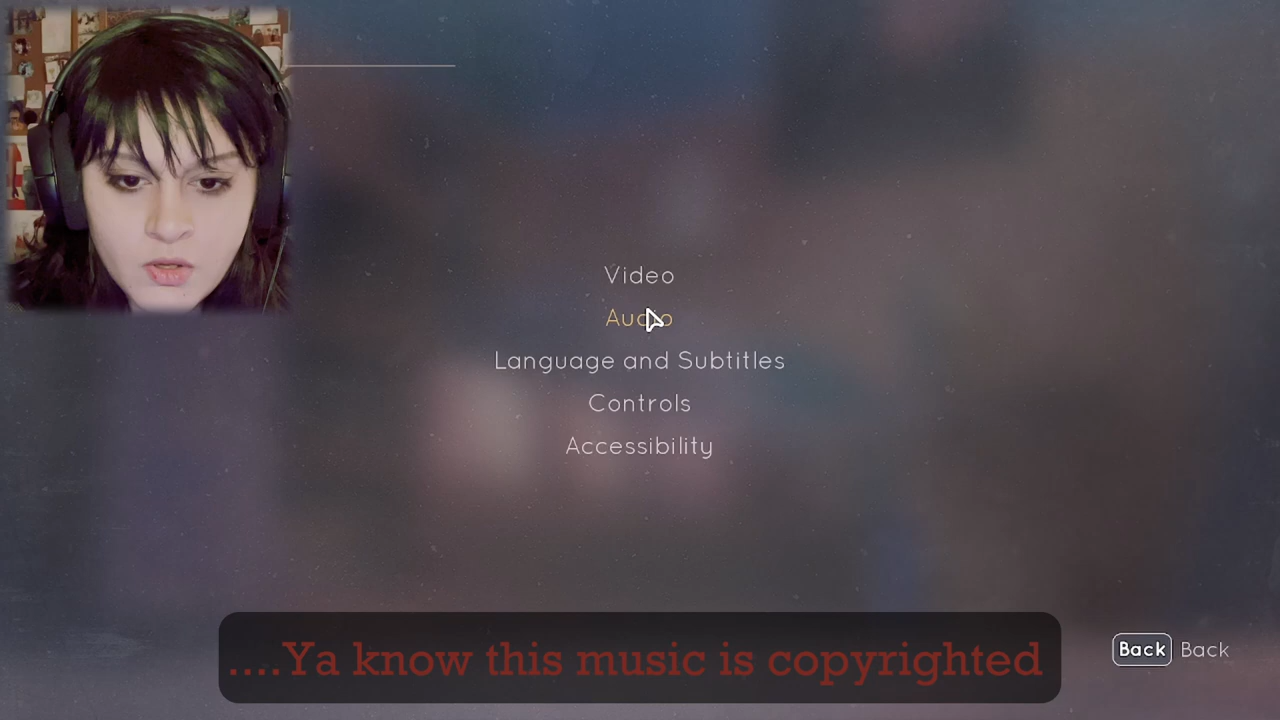 Video
Audio
Language and Subtitles
Controls
Accessibility
....Ya know this music is copyrighted
Back Back